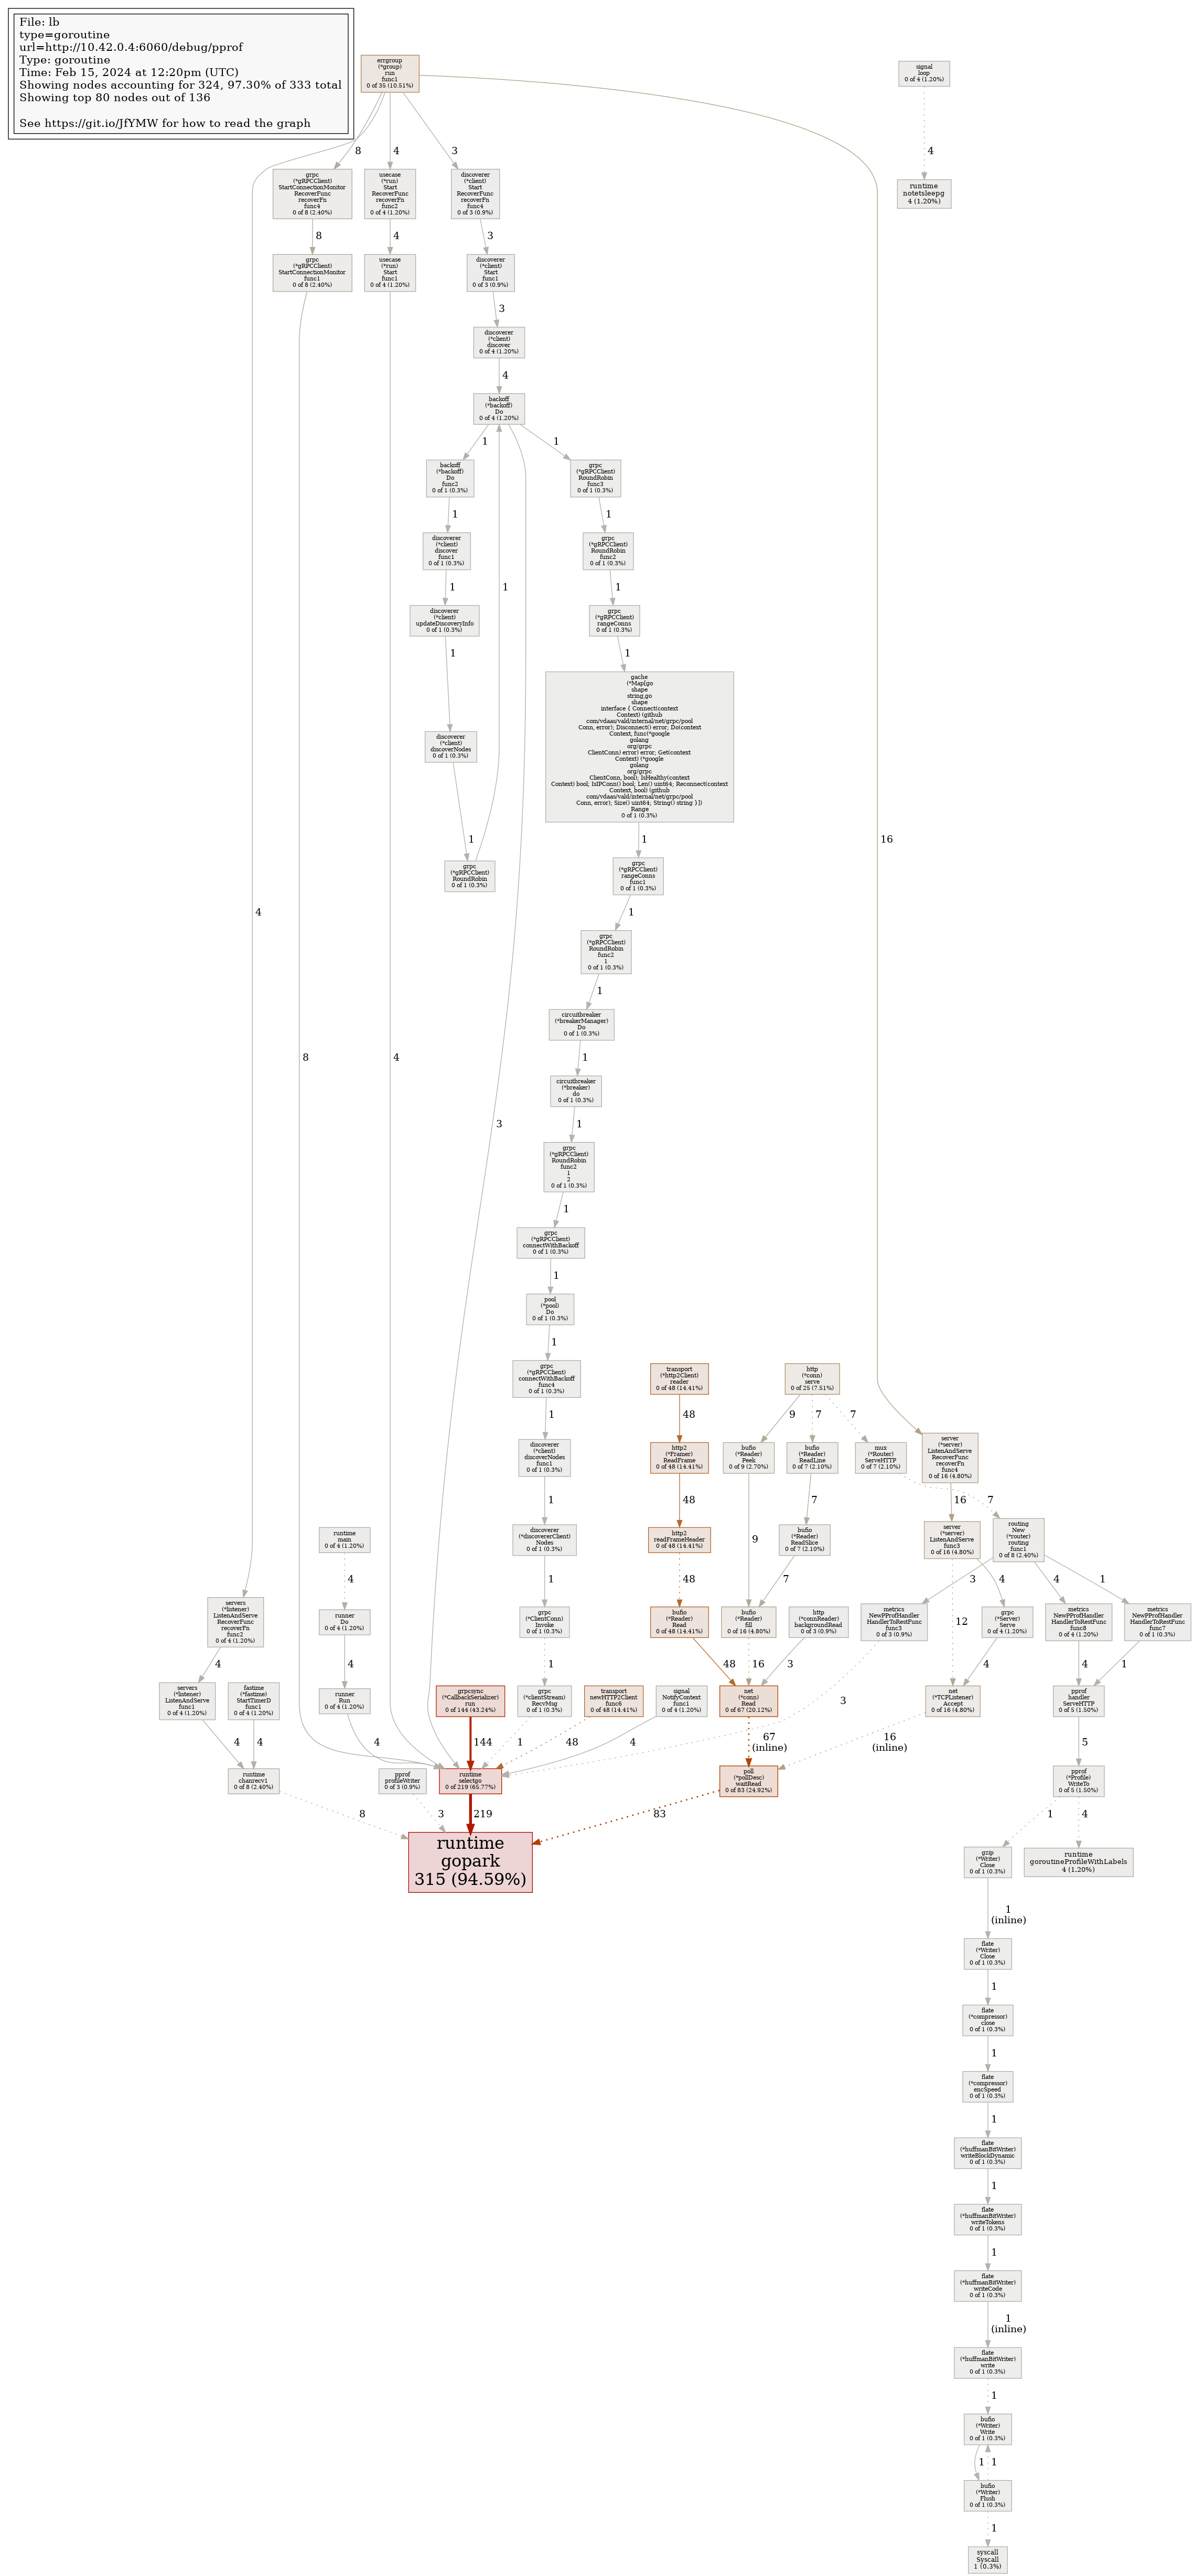 File: lb
type=goroutine
url=http://10.42.0.4:6060/debug/pprof
Type: goroutine
Time: Feb 15, 2024 at 12:20pm (UTC)
Showing nodes accounting for 324, 97.30% of 333 total
Showing top 80 nodes out of 136
See https://git.io/JfYMW for how to read the graph
errgroup
(*group)
run
func1
0 of 35 (10.51%)
signal
loop
0 of 4 (1.20%)
8
4
3
4
grpc
(*gRPCClient)
StartConnectionMonitor
RecoverFunc
recoverFn
func4
0 of 8 (2.40%)
usecase
(*run)
Start
RecoverFunc
recoverFn
func2
0 of 4 (1.20%)
discoverer
(*client)
Start
RecoverFunc
recoverFn
func4
0 of 3 (0.9%)
runtime
notetsleepg
4 (1.20%)
8
4
3
grpc
(*gRPCClient)
StartConnectionMonitor
func1
0 of 8 (2.40%)
usecase
(*run)
Start
func1
0 of 4 (1.20%)
discoverer
(*client)
Start
func1
0 of 3 (0.9%)
3
discoverer
(*client)
discover
0 of 4 (1.20%)
4
backoff
(*backoff)
Do
0 of 4 (1.20%)
1
1
backoff
(*backoff)
Do
func2
0 of 1 (0.3%)
grpc
(*gRPCClient)
RoundRobin
func3
0 of 1 (0.3%)
1
1
discoverer
(*client)
discover
func1
0 of 1 (0.3%)
grpc
(*gRPCClient)
RoundRobin
func2
0 of 1 (0.3%)
1
1
1
discoverer
(*client)
updateDiscoveryInfo
0 of 1 (0.3%)
grpc
(*gRPCClient)
rangeConns
0 of 1 (0.3%)
1
1
gache
(*Map[go
shape
string,go
shape
interface { Connect(context
Context) (github
com/vdaas/vald/internal/net/grpc/pool
Conn, error); Disconnect() error; Do(context
Context, func(*google
golang
org/grpc
ClientConn) error) error; Get(context
Context) (*google
golang
org/grpc
ClientConn, bool); IsHealthy(context
Context) bool; IsIPConn() bool; Len() uint64; Reconnect(context
Context, bool) (github
com/vdaas/vald/internal/net/grpc/pool
Conn, error); Size() uint64; String() string }])
Range
0 of 1 (0.3%)
discoverer
(*client)
discoverNodes
0 of 1 (0.3%)
1
1
16
grpc
(*gRPCClient)
RoundRobin
0 of 1 (0.3%)
grpc
(*gRPCClient)
rangeConns
func1
0 of 1 (0.3%)
4
1
grpc
(*gRPCClient)
RoundRobin
func2
1
0 of 1 (0.3%)
1
circuitbreaker
(*breakerManager)
Do
0 of 1 (0.3%)
8
4
1
circuitbreaker
(*breaker)
do
0 of 1 (0.3%)
3
1
grpc
(*gRPCClient)
RoundRobin
func2
1
2
0 of 1 (0.3%)
1
grpc
(*gRPCClient)
connectWithBackoff
0 of 1 (0.3%)
1
pool
(*pool)
Do
0 of 1 (0.3%)
1
grpc
(*gRPCClient)
connectWithBackoff
func4
0 of 1 (0.3%)
transport
(*http2Client)
reader
0 of 48 (14.41%)
http
(*conn)
serve
0 of 25 (7.51%)
1
48
9
7
7
discoverer
(*client)
discoverNodes
func1
0 of 1 (0.3%)
http2
(*Framer)
ReadFrame
0 of 48 (14.41%)
bufio
(*Reader)
Peek
0 of 9 (2.70%)
bufio
(*Reader)
ReadLine
0 of 7 (2.10%)
mux
(*Router)
ServeHTTP
0 of 7 (2.10%)
server
(*server)
ListenAndServe
RecoverFunc
recoverFn
func4
0 of 16 (4.80%)
1
48
7
16
7
runtime
main
0 of 4 (1.20%)
discoverer
(*discovererClient)
Nodes
0 of 1 (0.3%)
http2
readFrameHeader
0 of 48 (14.41%)
bufio
(*Reader)
ReadSlice
0 of 7 (2.10%)
server
(*server)
ListenAndServe
func3
0 of 16 (4.80%)
routing
New
(*router)
routing
func1
0 of 8 (2.40%)
4
1
48
9
7
3
4
4
1
servers
(*listener)
ListenAndServe
RecoverFunc
recoverFn
func2
0 of 4 (1.20%)
runner
Do
0 of 4 (1.20%)
grpc
(*ClientConn)
Invoke
0 of 1 (0.3%)
bufio
(*Reader)
Read
0 of 48 (14.41%)
bufio
(*Reader)
fill
0 of 16 (4.80%)
http
(*connReader)
backgroundRead
0 of 3 (0.9%)
metrics
NewPProfHandler
HandlerToRestFunc
func3
0 of 3 (0.9%)
12
grpc
(*Server)
Serve
0 of 4 (1.20%)
metrics
NewPProfHandler
HandlerToRestFunc
func8
0 of 4 (1.20%)
metrics
NewPProfHandler
HandlerToRestFunc
func7
0 of 1 (0.3%)
4
4
1
48
16
3
4
4
1
servers
(*listener)
ListenAndServe
func1
0 of 4 (1.20%)
fastime
(*fastime)
StartTimerD
func1
0 of 4 (1.20%)
runner
Run
0 of 4 (1.20%)
grpcsync
(*CallbackSerializer)
run
0 of 144 (43.24%)
grpc
(*clientStream)
RecvMsg
0 of 1 (0.3%)
transport
newHTTP2Client
func6
0 of 48 (14.41%)
signal
NotifyContext
func1
0 of 4 (1.20%)
net
(*conn)
Read
0 of 67 (20.12%)
3
net
(*TCPListener)
Accept
0 of 16 (4.80%)
pprof
handler
ServeHTTP
0 of 5 (1.50%)
4
4
4
144
1
48
4
67
(inline)
16
(inline)
5
runtime
chanrecv1
0 of 8 (2.40%)
pprof
profileWriter
0 of 3 (0.9%)
runtime
selectgo
0 of 219 (65.77%)
poll
(*pollDesc)
waitRead
0 of 83 (24.92%)
pprof
(*Profile)
WriteTo
0 of 5 (1.50%)
8
3
219
83
1
4
runtime
gopark
315 (94.59%)
gzip
(*Writer)
Close
0 of 1 (0.3%)
runtime
goroutineProfileWithLabels
4 (1.20%)
1
(inline)
flate
(*Writer)
Close
0 of 1 (0.3%)
1
flate
(*compressor)
close
0 of 1 (0.3%)
1
flate
(*compressor)
encSpeed
0 of 1 (0.3%)
1
flate
(*huffmanBitWriter)
writeBlockDynamic
0 of 1 (0.3%)
1
flate
(*huffmanBitWriter)
writeTokens
0 of 1 (0.3%)
1
flate
(*huffmanBitWriter)
writeCode
0 of 1 (0.3%)
1
(inline)
flate
(*huffmanBitWriter)
write
0 of 1 (0.3%)
1
bufio
(*Writer)
Write
0 of 1 (0.3%)
1
1
bufio
(*Writer)
Flush
0 of 1 (0.3%)
1
syscall
Syscall
1 (0.3%)